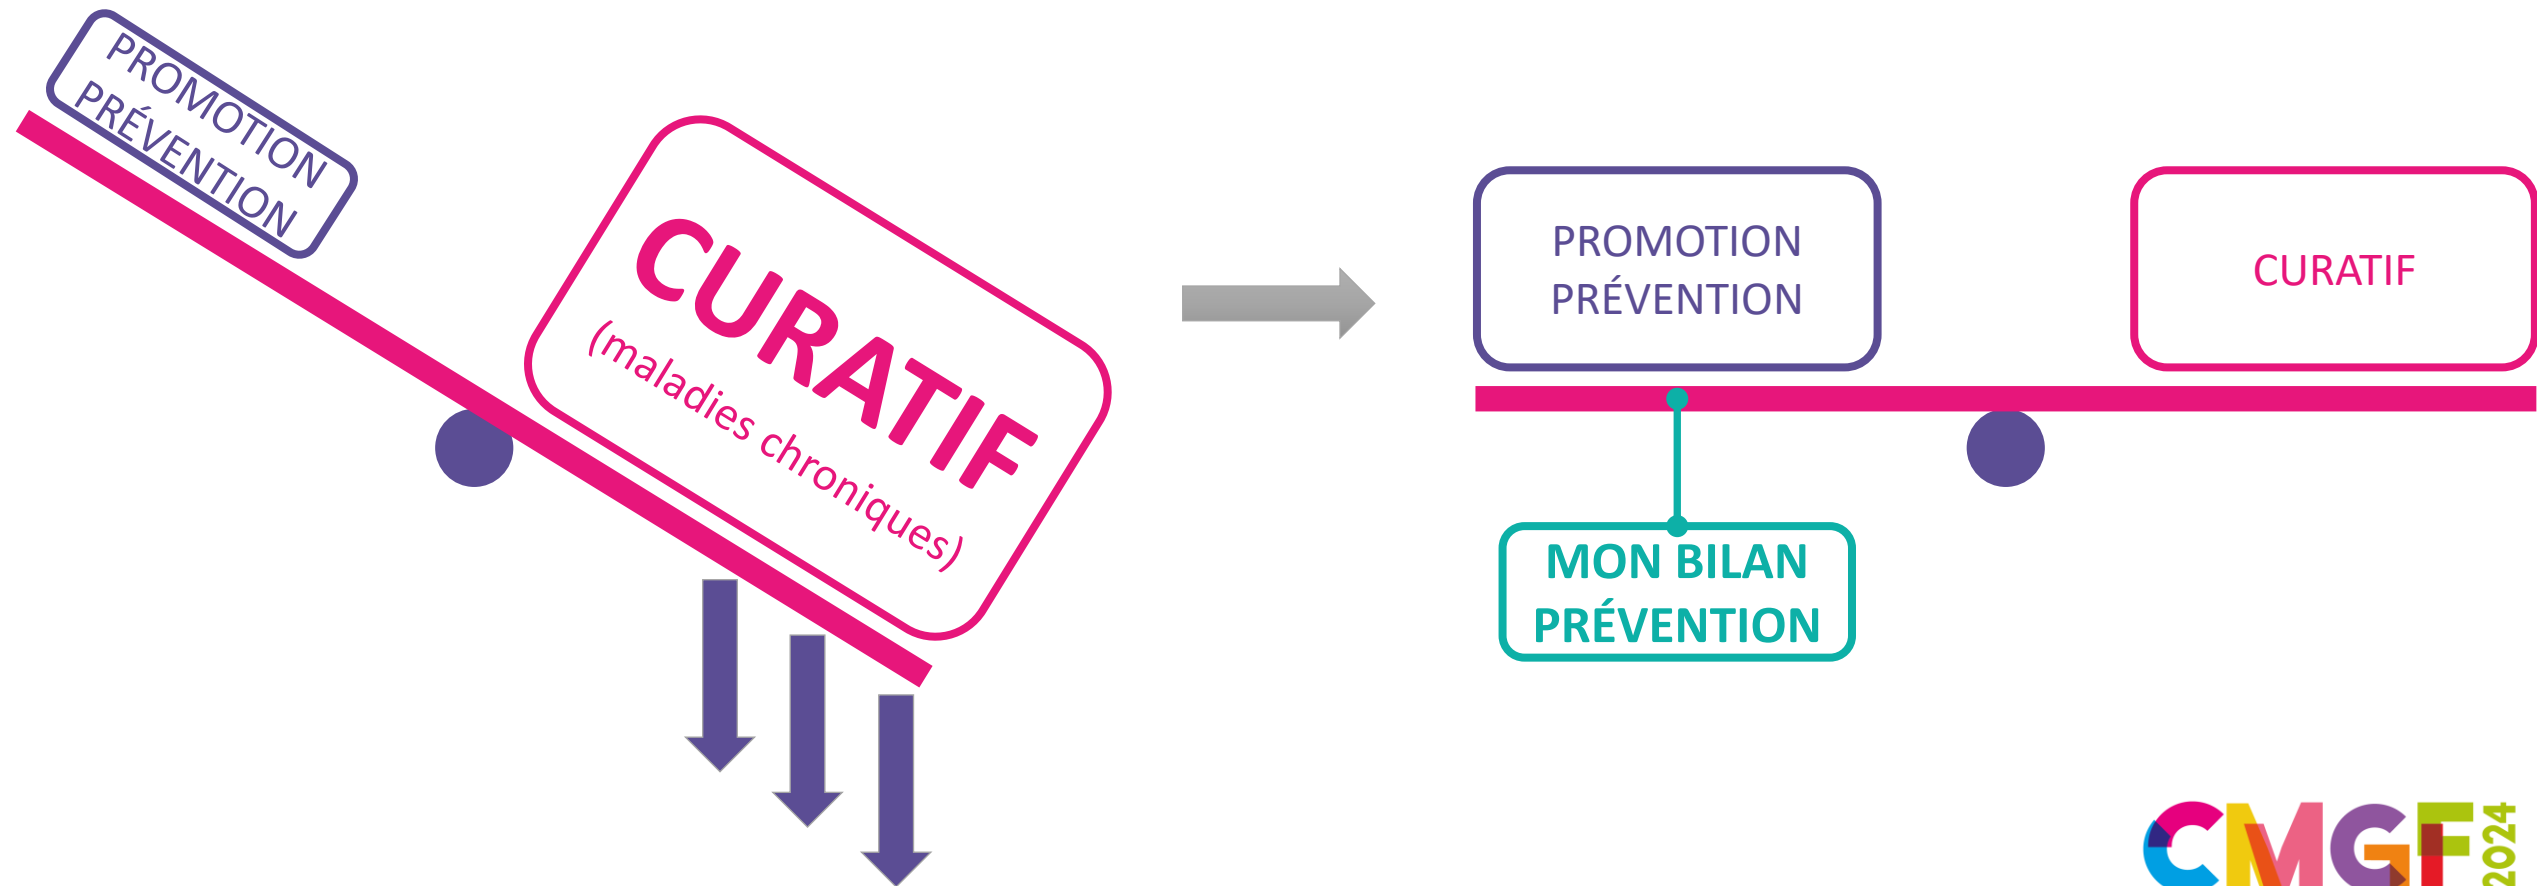 PROMOTION
PRÉVENTION
CURATIF
(maladies chroniques)
PROMOTION
PRÉVENTION
CURATIF
MON BILAN
PRÉVENTION
CMGF 2024